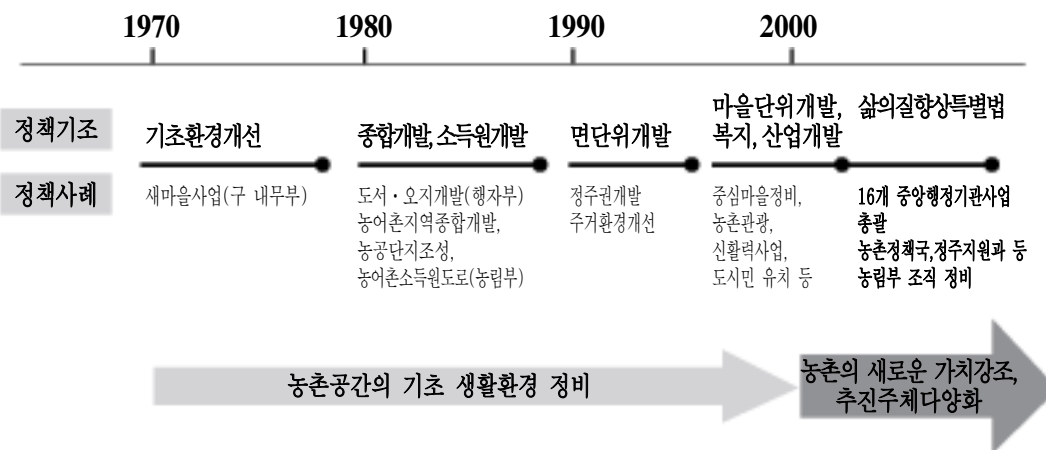 1970 1980 1990 2000
정책기조
기초환경개선
종합개발, 소득원개발
면단위개발
마을단위개발,
복지, 산업개발
삶의질향상특별법
정책사례
새마을사업(구 내무부)
도서·오지개발(행자부)
농어촌지역종합개발,
농공단지조성,
농어촌소득원도로(농림부)
정주권개발
주거환경개선
중심마을정비,
농촌관광,
신활력사업,
도시민 유치 등
16개 중앙행정기관사업
총괄
농촌정책국,정주지원과 등
농림부 조직 정비
농촌공간의 기초 생활환경 정비
농촌의 새로운 가치강조,
추진주체다양화